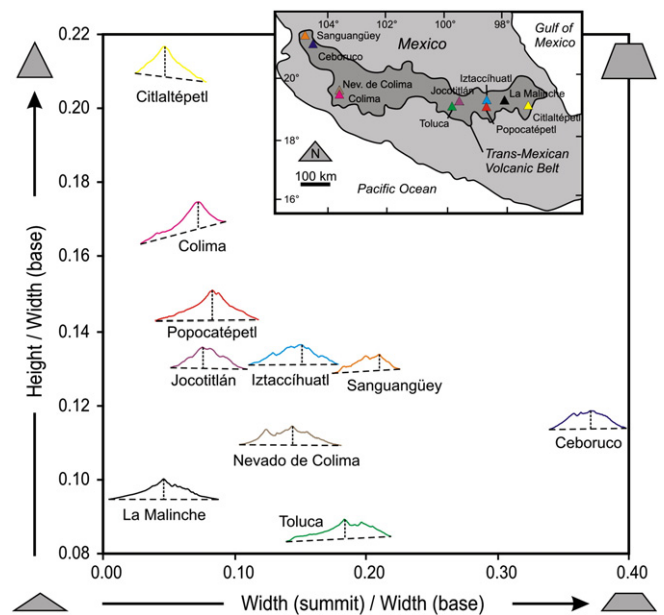 104°
102°
99°
98°
Gulf of
Mexico
Sanguangüey
Mexico
Ceboruco
20°
Nev. de Colima
Colima
Jocotitlán
Iztaccíhuatl
La Malinche
Toluca
Popocatépetl
Citlaltépetl
18°
N
100 km
Trans-Mexican
Volcanic Belt
16°
Pacific Ocean
0.22
0.20
0.18
0.16
0.14
0.12
0.10
0.08
Height / Width (base)
Citlaltépetl
Colima
Popocatépetl
Jocotitlán
Iztaccíhuatl
Sanguangüey
Ceboruco
Nevado de Colima
La Malinche
Toluca
0.00
0.10
0.20
0.30
0.40
Width (summit) / Width (base)